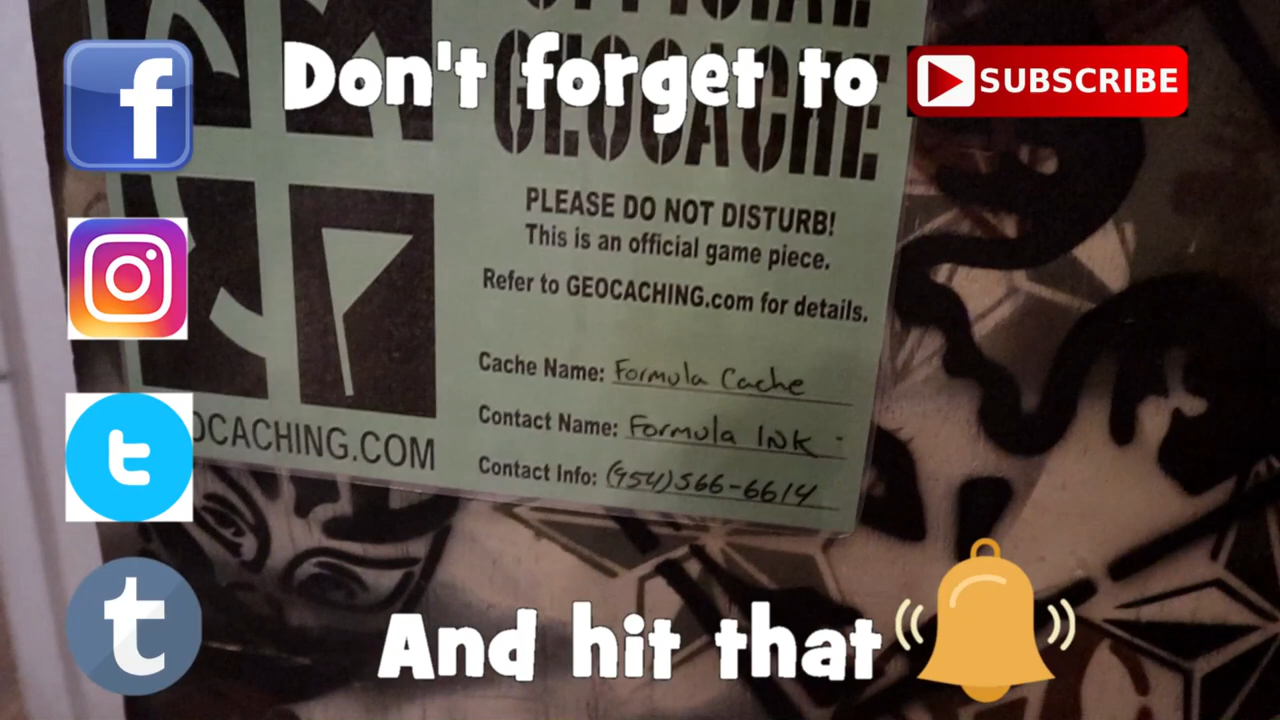 OFFICIAL
Don't forget to
SUBSCRIBE
GEOCACHE
PLEASE DO NOT DISTURB!
This is an official game piece.
Refer to GEOCACHING.com for details.
Cache Name: Formula Cache
Contact Name: Formula Ink
Contact Info: (954)566-6614
OCACHING.COM
And hit that